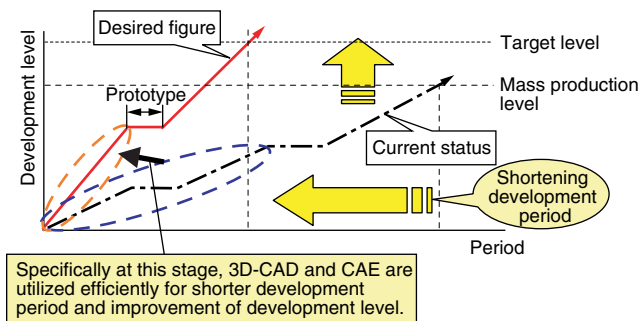 Desired figure
Target level
Prototype
Mass production
level
Development level
Current status
Shortening
development
period
Period
Specifically at this stage, 3D-CAD and CAE are
utilized efficiently for shorter development
period and improvement of development level.